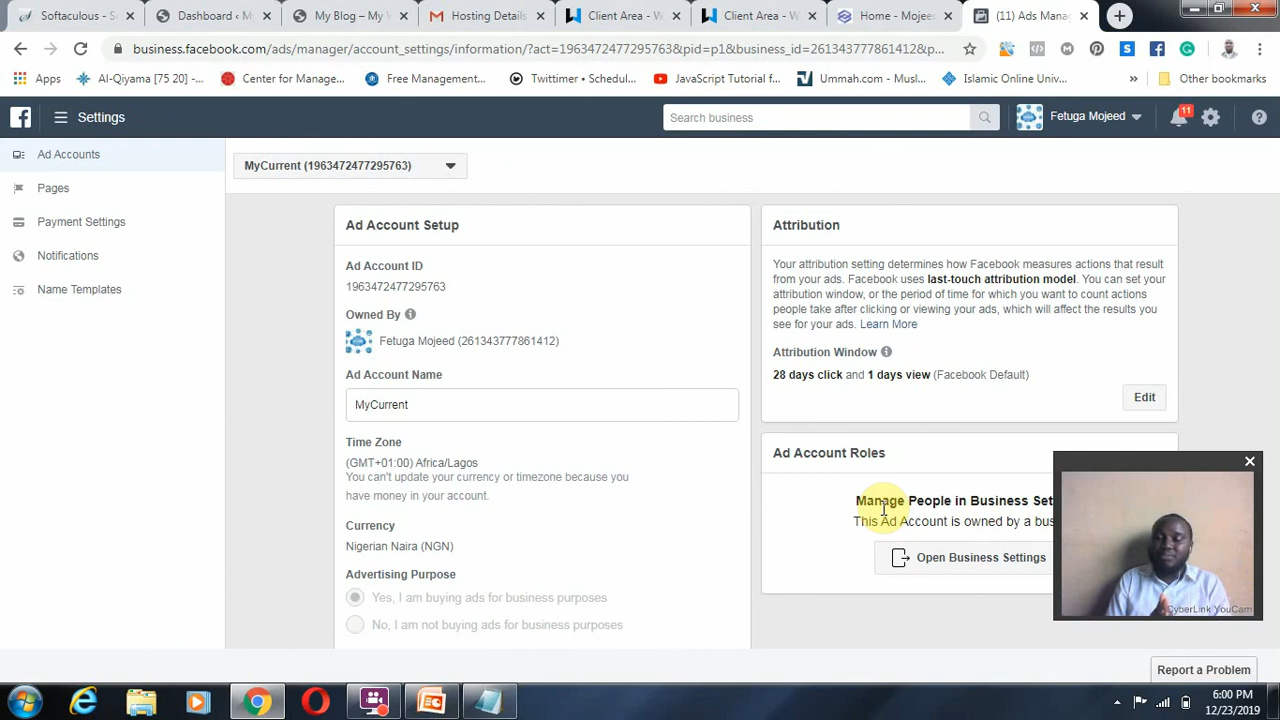 Softaculous - S
Dashboard ‹ M
My Blog – My W
Hosting Details
Client Area - W
Client Area - W
Home - Mojee
(11) Ads Mana
business.facebook.com/ads/manager/account_settings/information/?act=1963472477295763&pid=p1&business_id=261343777861412&p...
Apps
Al-Qiyama [75 20] -...
Center for Manage...
Free Management...
Twittimer • Schedul...
JavaScript Tutorial f...
Ummah.com - Musl...
Islamic Online Univ...
»
Other bookmarks
Settings
Search business
Fetuga Mojeed
11
Ad Accounts
Pages
Payment Settings
Notifications
Name Templates
MyCurrent (1963472477295763)
Ad Account Setup
Ad Account ID
1963472477295763
Owned By
Fetuga Mojeed (261343777861412)
Ad Account Name
MyCurrent
Time Zone
(GMT+01:00) Africa/Lagos
You can't update your currency or timezone because you
have money in your account.
Currency
Nigerian Naira (NGN)
Advertising Purpose
Yes, I am buying ads for business purposes
No, I am not buying ads for business purposes
Attribution
Your attribution setting determines how Facebook measures actions that result
from your ads. Facebook uses last-touch attribution model. You can set your
attribution window, or the period of time for which you want to count actions
people take after clicking or viewing your ads, which will affect the results you
see for your ads. Learn More
Attribution Window
28 days click and 1 days view (Facebook Default)
Edit
Ad Account Roles
Manage People in Business Set
This Ad Account is owned by a bus
Open Business Settings
CyberLink YouCam
Report a Problem
6:00 PM
12/23/2019